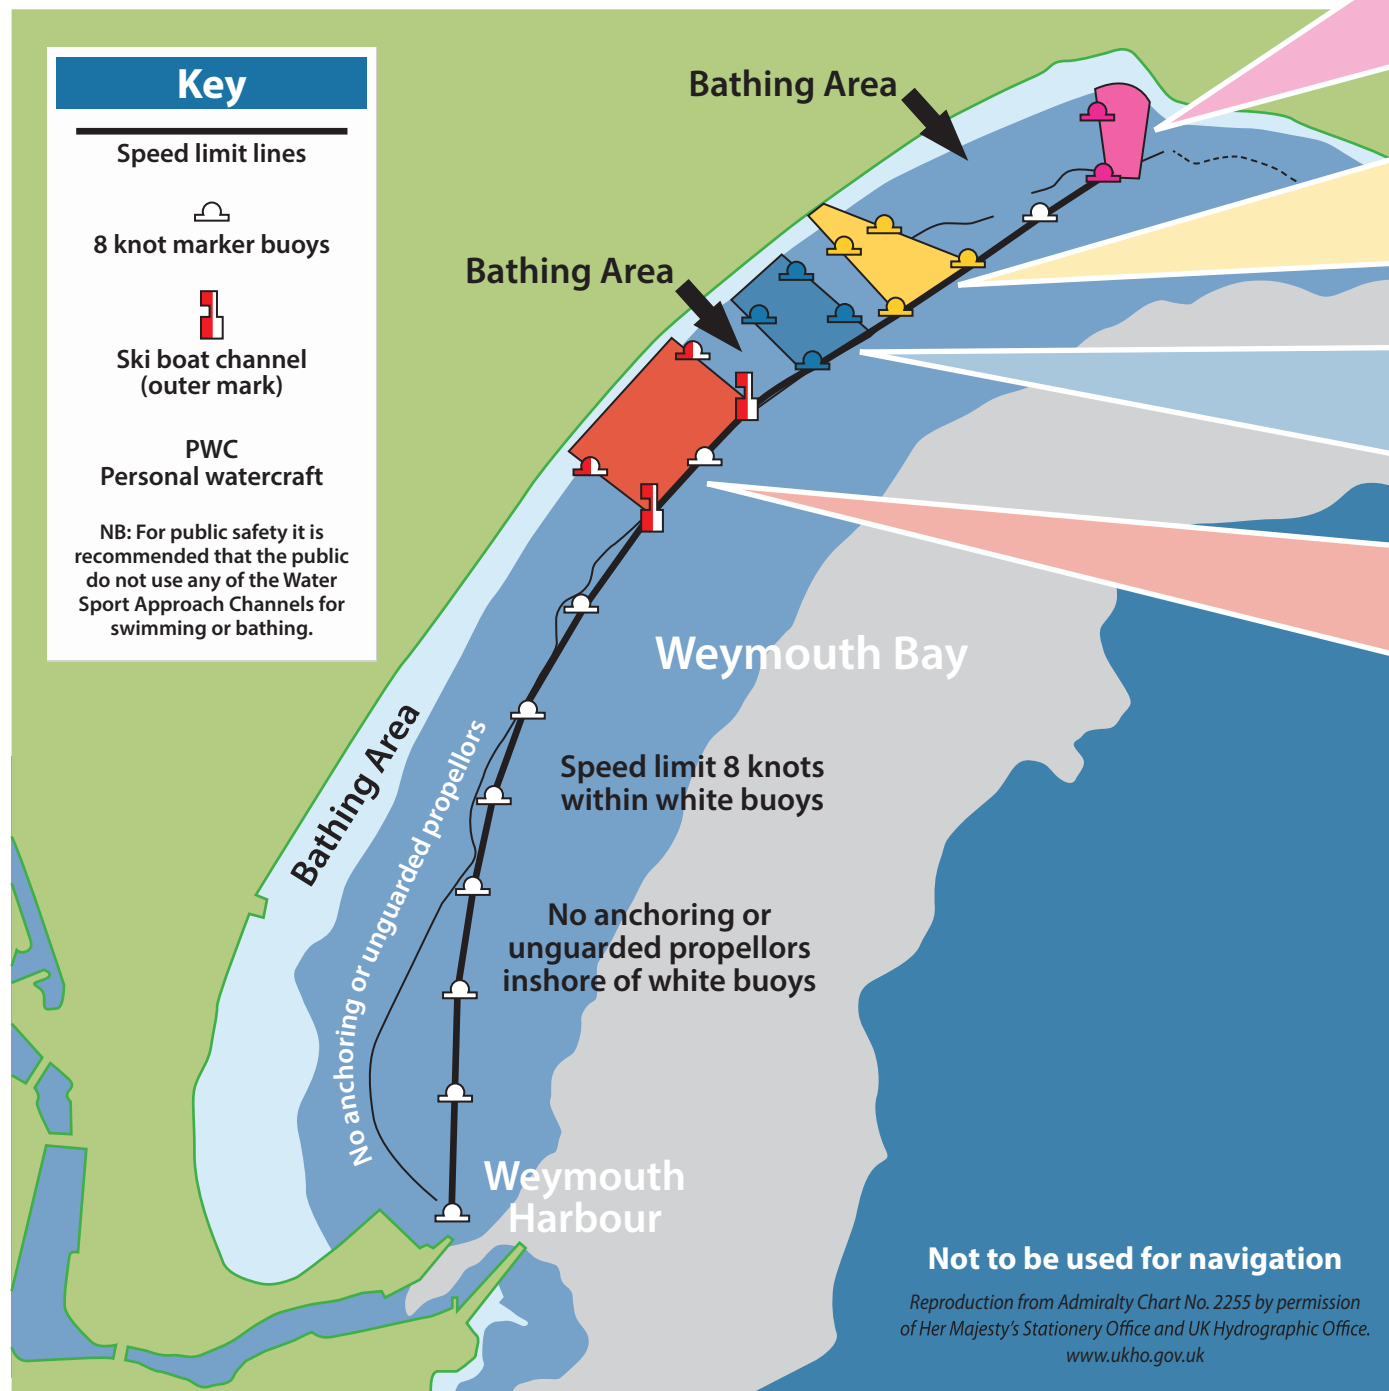 Key
Speed limit lines
8 knot marker buoys
Ski boat channel
(outer mark)
PWC
Personal watercraft
NB: For public safety it is
recommended that the public
do not use any of the Water
Sport Approach Channels for
swimming or bathing.
Bathing Area
Bathing Area
Bathing Area
No anchoring or unguarded propellors
Weymouth Bay
Speed limit 8 knots
within white buoys
No anchoring or
unguarded propellors
inshore of white buoys
Weymouth
Harbour
Not to be used for navigation
Reproduction from Admiralty Chart No. 2255 by permission
of Her Majesty's Stationery Office and UK Hydrographic Office.
www.ukho.gov.uk